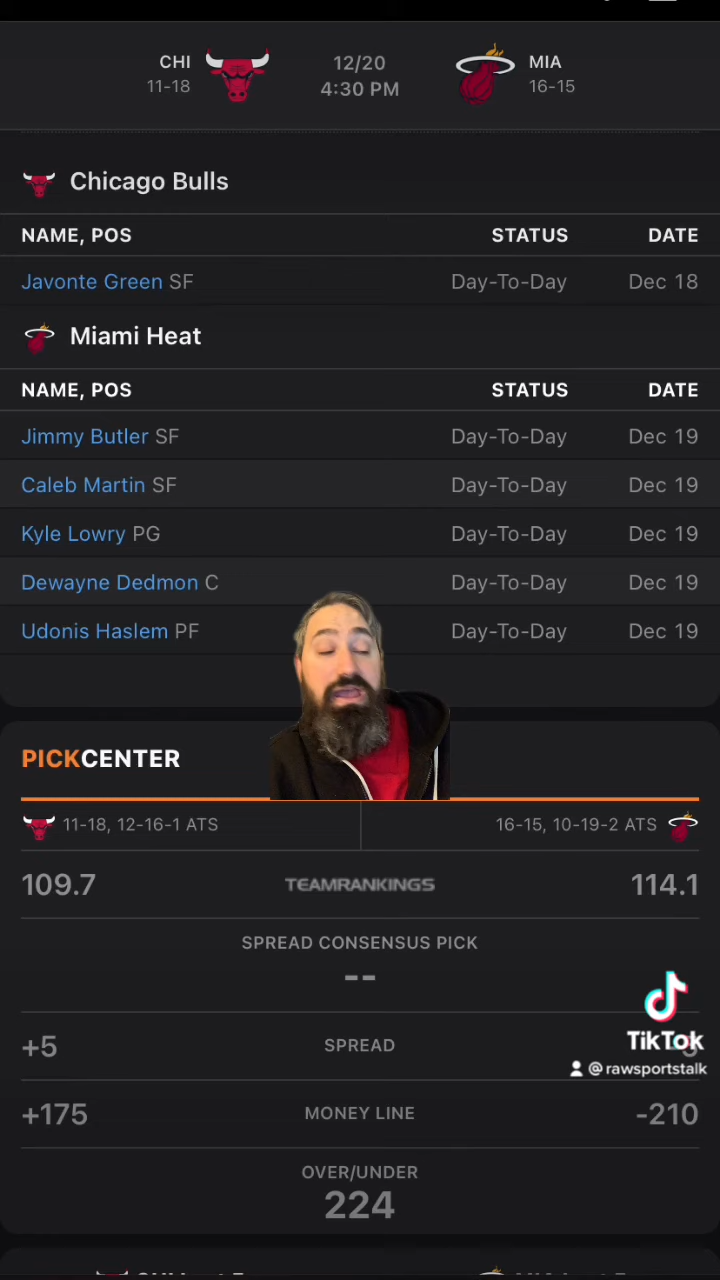 CHI 12/20 MIA
11-18 4:30 PM 16-15
Chicago Bulls
NAME, POS STATUS DATE
Javonte Green SF Day-To-Day Dec 18
Miami Heat
NAME, POS STATUS DATE
Jimmy Butler SF Day-To-Day Dec 19
Caleb Martin SF Day-To-Day Dec 19
Kyle Lowry PG Day-To-Day Dec 19
Dewayne Dedmon C Day-To-Day Dec 19
Udonis Haslem PF Day-To-Day Dec 19
PICKCENTER
11-18, 12-16-1 ATS 16-15, 10-19-2 ATS
109.7 TEAMRANKINGS 114.1
SPREAD CONSENSUS PICK
--
+5 SPREAD
TikTok
@rawsportstalk
+175 MONEY LINE -210
OVER/UNDER
224